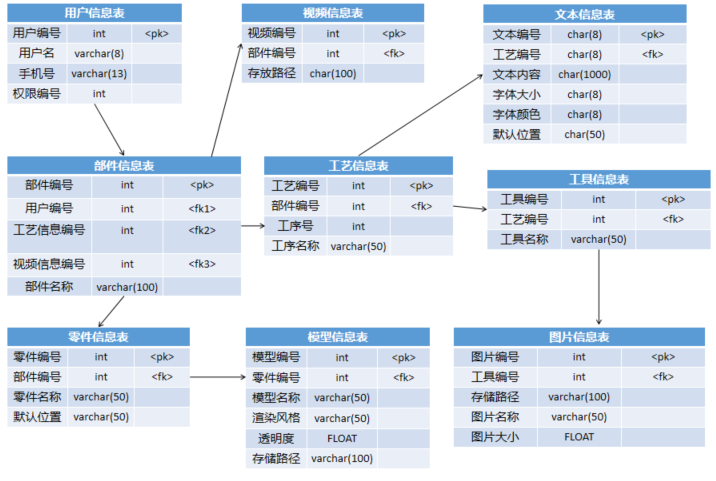 用户信息表
用户编号 int <pk>
用户名 varchar(8)
手机号 varchar(13)
权限编号 int
视频信息表
视频编号 int <pk>
部件编号 int <fk>
存放路径 char(100)
文本信息表
文本编号 char(8) <pk>
工艺编号 char(8) <fk>
文本内容 char(1000)
字体大小 char(8)
字体颜色 char(8)
默认位置 char(50)
部件信息表
部件编号 int <pk>
用户编号 int <fk1>
工艺信息编号 int <fk2>
视频信息编号 int <fk3>
部件名称 varchar(100)
工艺信息表
工艺编号 int <pk>
部件编号 int <fk>
工序号 int
工序名称 varchar(50)
工具信息表
工具编号 int <pk>
工艺编号 int <fk>
工具名称 varchar(50)
零件信息表
零件编号 int <pk>
部件编号 int <fk>
零件名称 varchar(50)
默认位置 varchar(50)
模型信息表
模型编号 int <pk>
零件编号 int <fk>
模型名称 varchar(50)
渲染风格 varchar(50)
透明度 FLOAT
存储路径 varchar(100)
图片信息表
图片编号 int <pk>
工具编号 int <fk>
存储路径 varchar(100)
图片名称 varchar(50)
图片大小 FLOAT